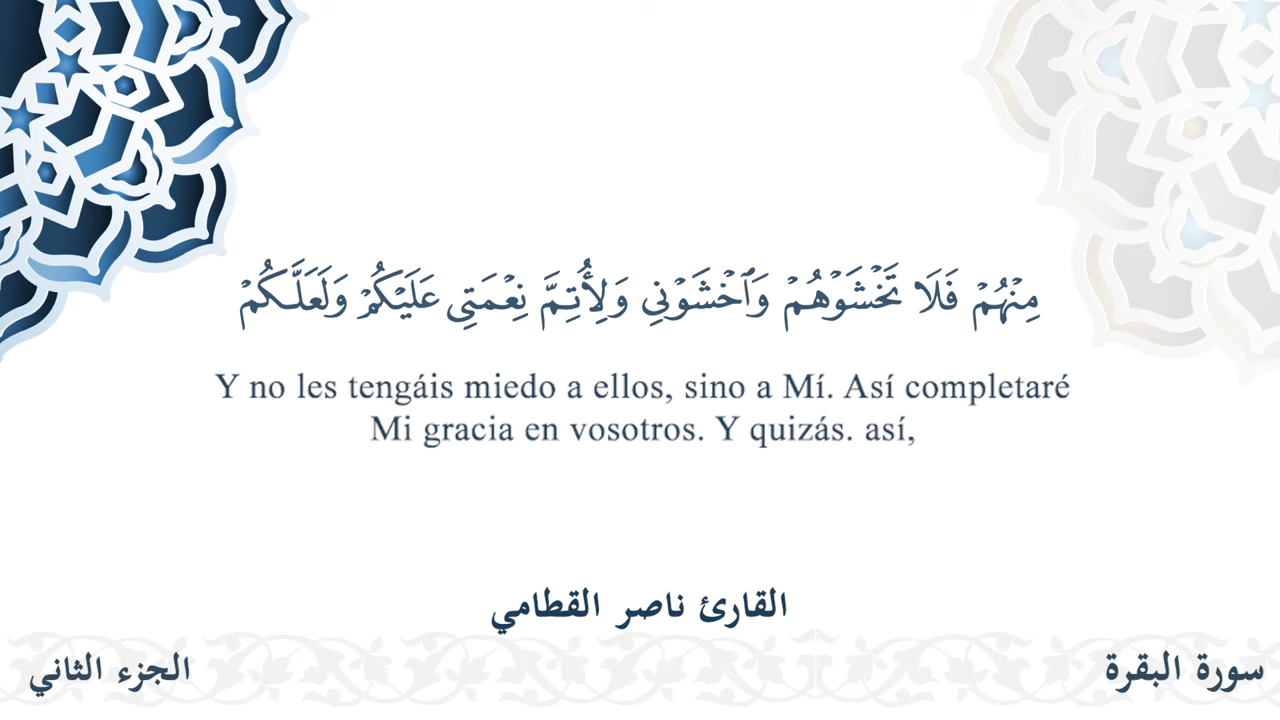 مِنْهُمْ فَلَا تَخْشَوْهُمْ وَٱخْشَوْنِي وَلِأُتِمَّ نِعْمَتِي عَلَيْكُمْ وَلَعَلَّكُمْ
Y no les tengáis miedo a ellos, sino a Mí. Así completaré
Mi gracia en vosotros. Y quizás. así,
القارئ ناصر القطامي
سورة البقرة
الجزء الثاني